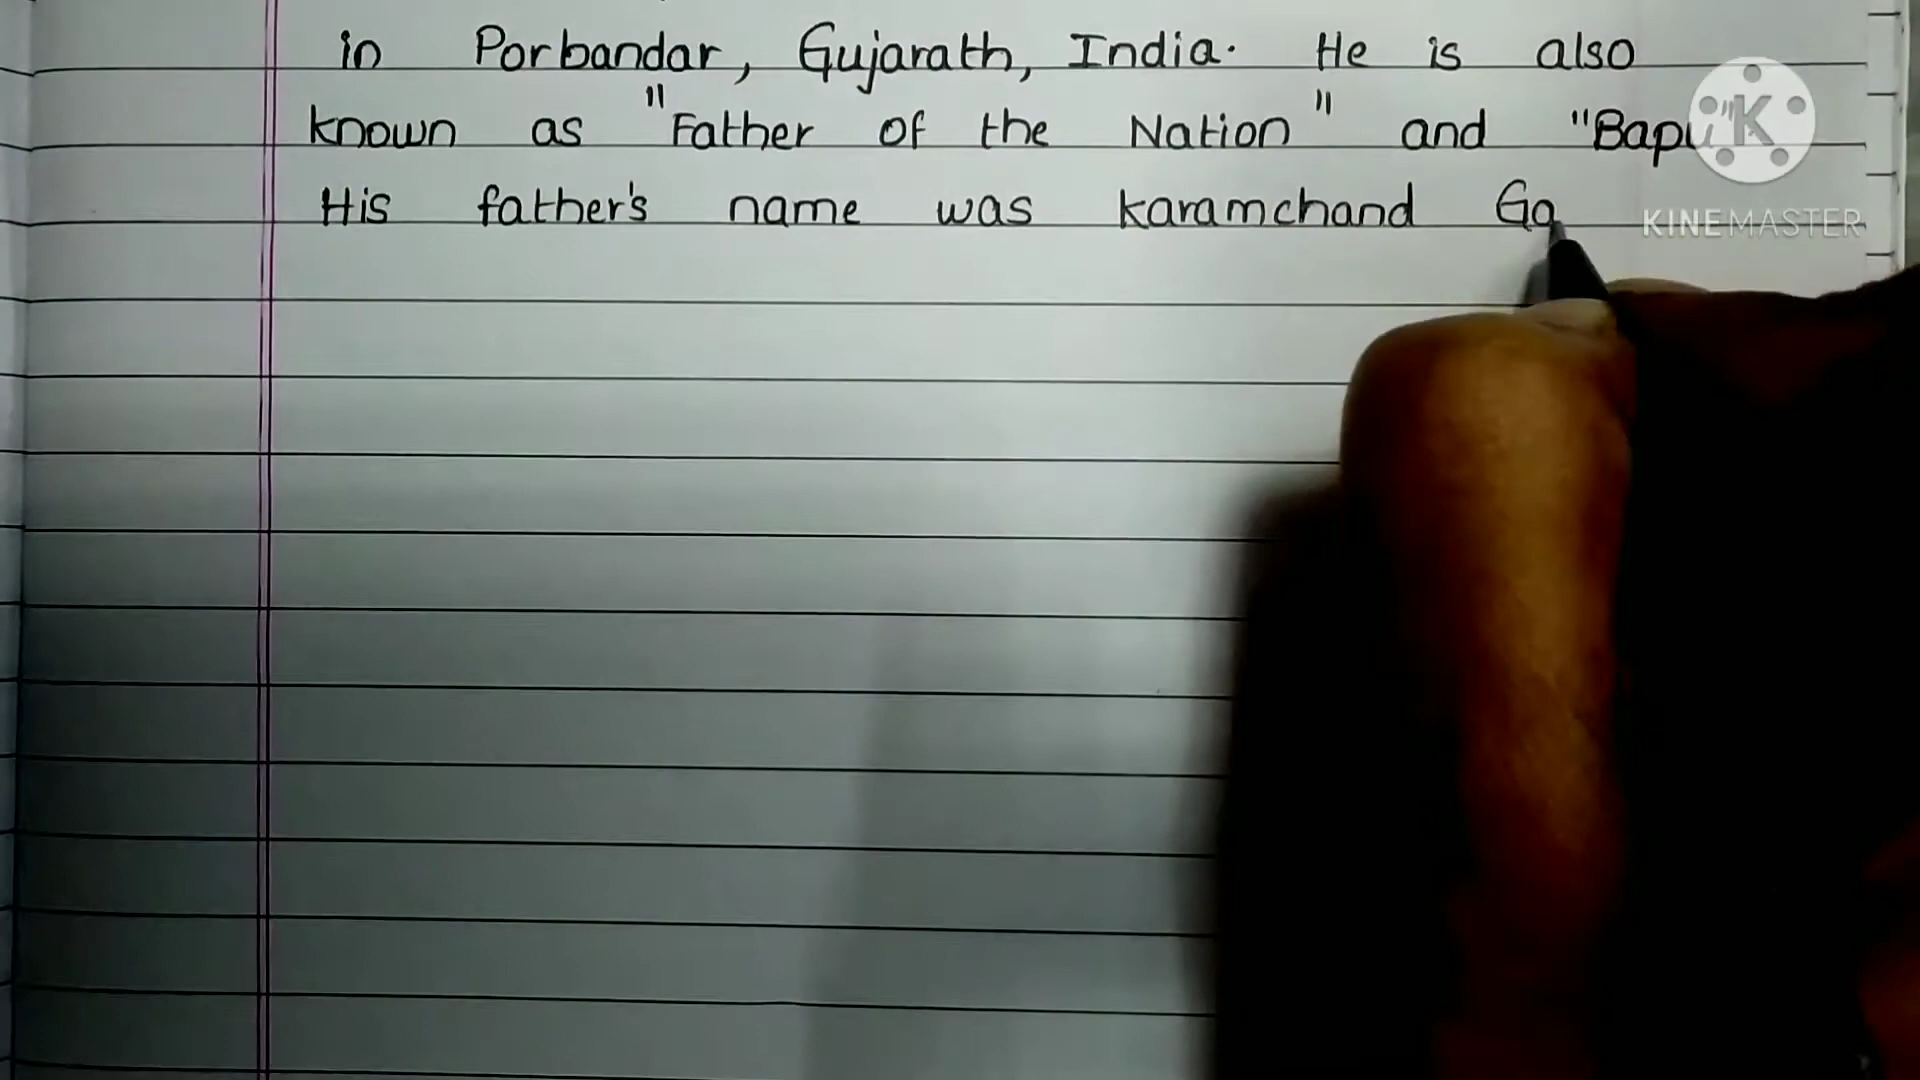 in Porbandar, Gujarath, India. He is also
known as "Father of the Nation" and "Bapu"
His father's name was karamchand Ga
K
KINEMASTER